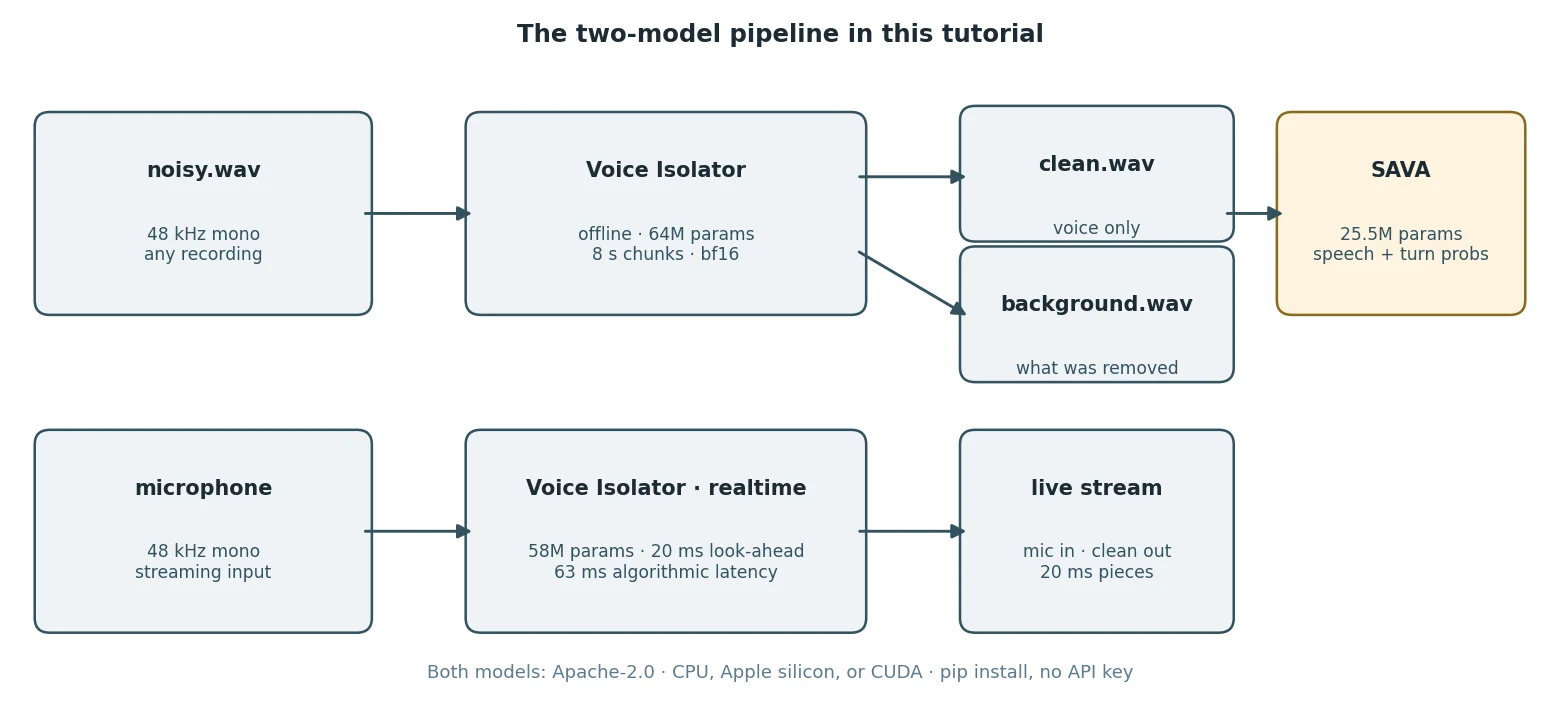 The two-model pipeline in this tutorial
noisy.wav
48 kHz mono
any recording
Voice Isolator
offline · 64M params
8 s chunks · bf16
clean.wav
voice only
background.wav
what was removed
SAVA
25.5M params
speech + turn probs
microphone
48 kHz mono
streaming input
Voice Isolator · realtime
58M params · 20 ms look-ahead
63 ms algorithmic latency
live stream
mic in · clean out
20 ms pieces
Both models: Apache-2.0 · CPU, Apple silicon, or CUDA · pip install, no API key